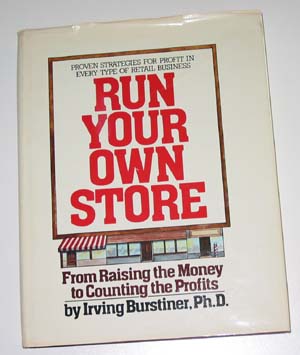 PROVEN STRATEGIES FOR PROFIT IN
EVERY TYPE OF RETAIL BUSINESS
RUN
YOUR
OWN
STORE
From Raising the Money
to Counting the Profits
by Irving Burstiner, Ph.D.